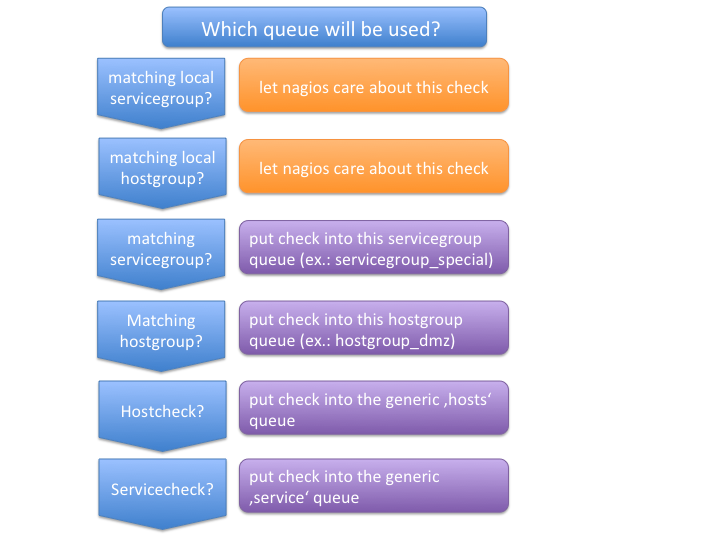 Which queue will be used?
matching local
servicegroup?
let nagios care about this check
matching local
hostgroup?
let nagios care about this check
matching
servicegroup?
put check into this servicegroup
queue (ex.: servicegroup_special)
Matching
hostgroup?
put check into this hostgroup
queue (ex.: hostgroup_dmz)
Hostcheck?
put check into the generic ‚hosts‘
queue
Servicecheck?
put check into the generic
‚service‘ queue